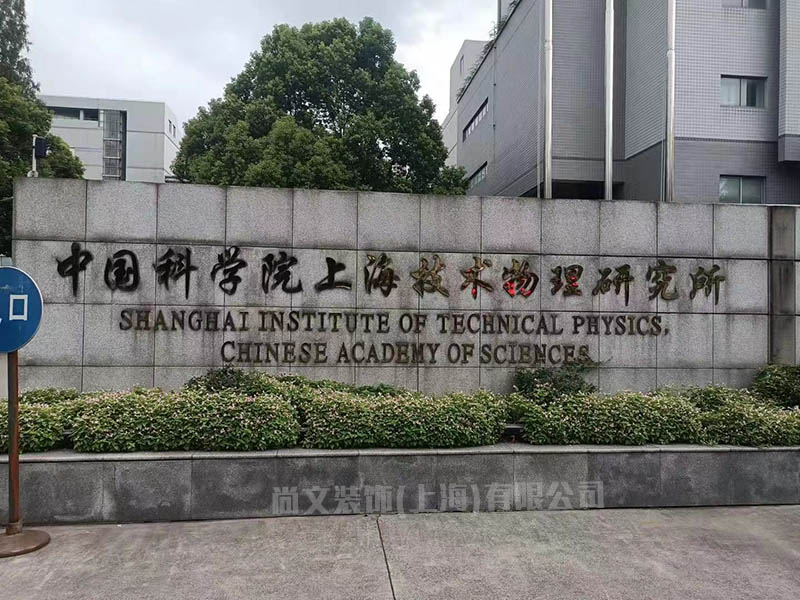 中国科学院上海技术物理研究所
SHANGHAI INSTITUTE OF TECHNICAL PHYSICS,
CHINESE ACADEMY OF SCIENCES
口
尚文装饰(上海)有限公司